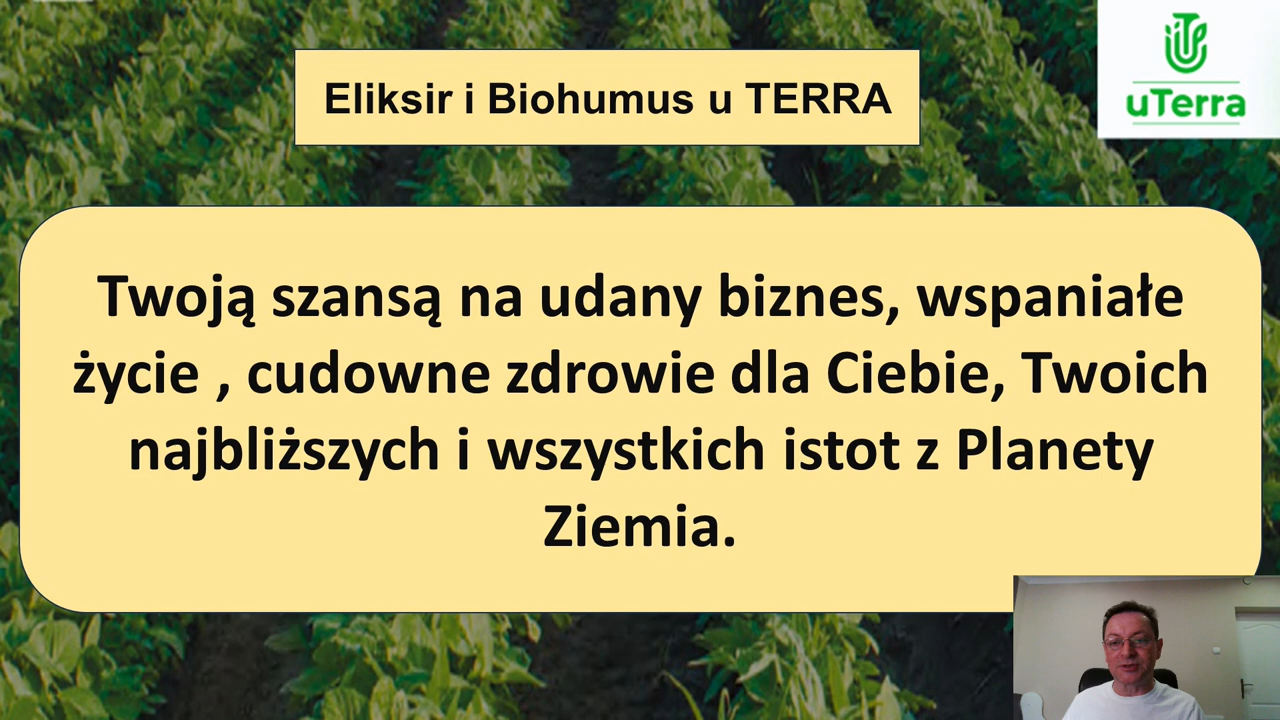 Eliksir i Biohumus u TERRA
uTerra
Twoją szansą na udany biznes, wspaniałe
życie , cudowne zdrowie dla Ciebie, Twoich
najbliższych i wszystkich istot z Planety
Ziemia.